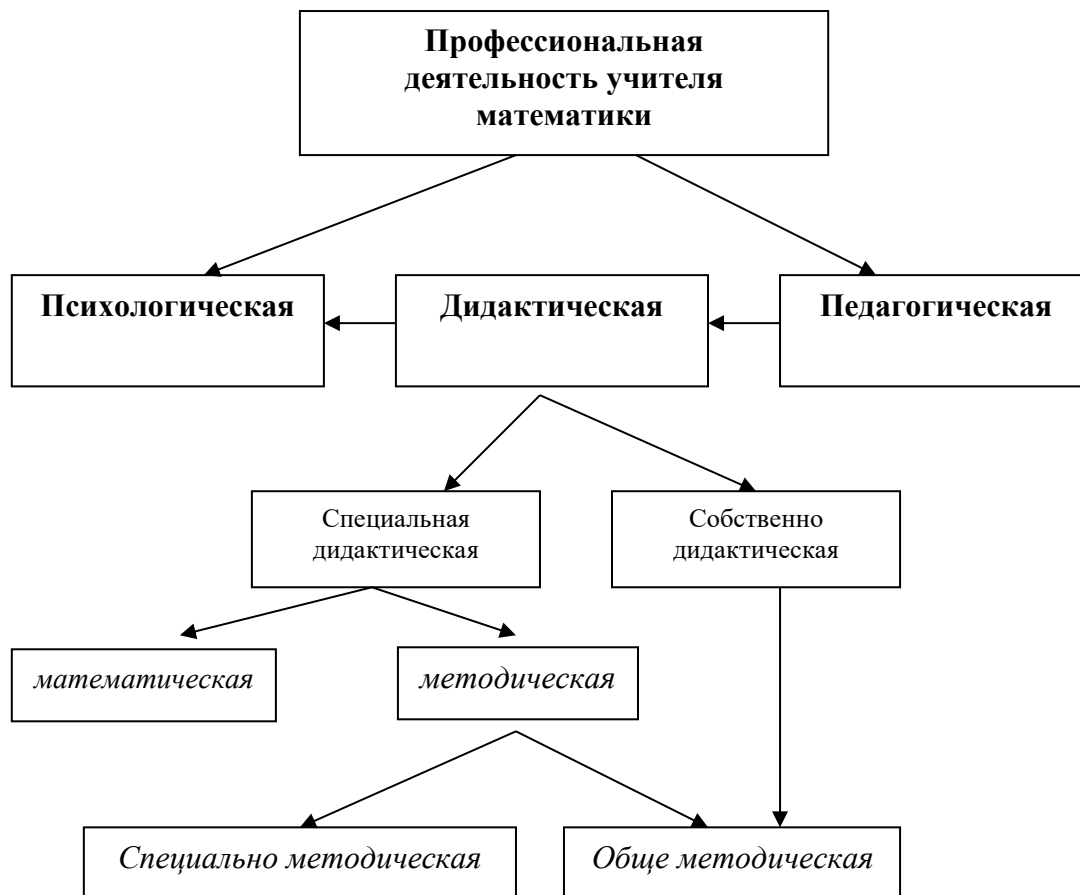 Профессиональная
деятельность учителя
математики
Психологическая
Дидактическая
Педагогическая
Специальная
дидактическая
Собственно
дидактическая
математическая
методическая
Специально методическая
Обще методическая